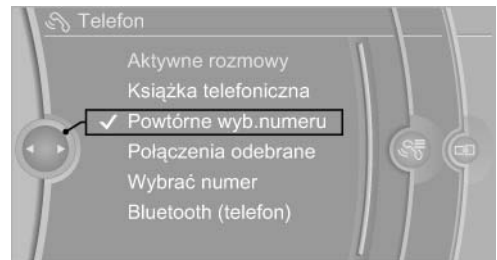 Telefon
Aktywne rozmowy
Książka telefoniczna
Powtórne wyb.numeru
Połączenia odebrane
Wybrać numer
Bluetooth (telefon)